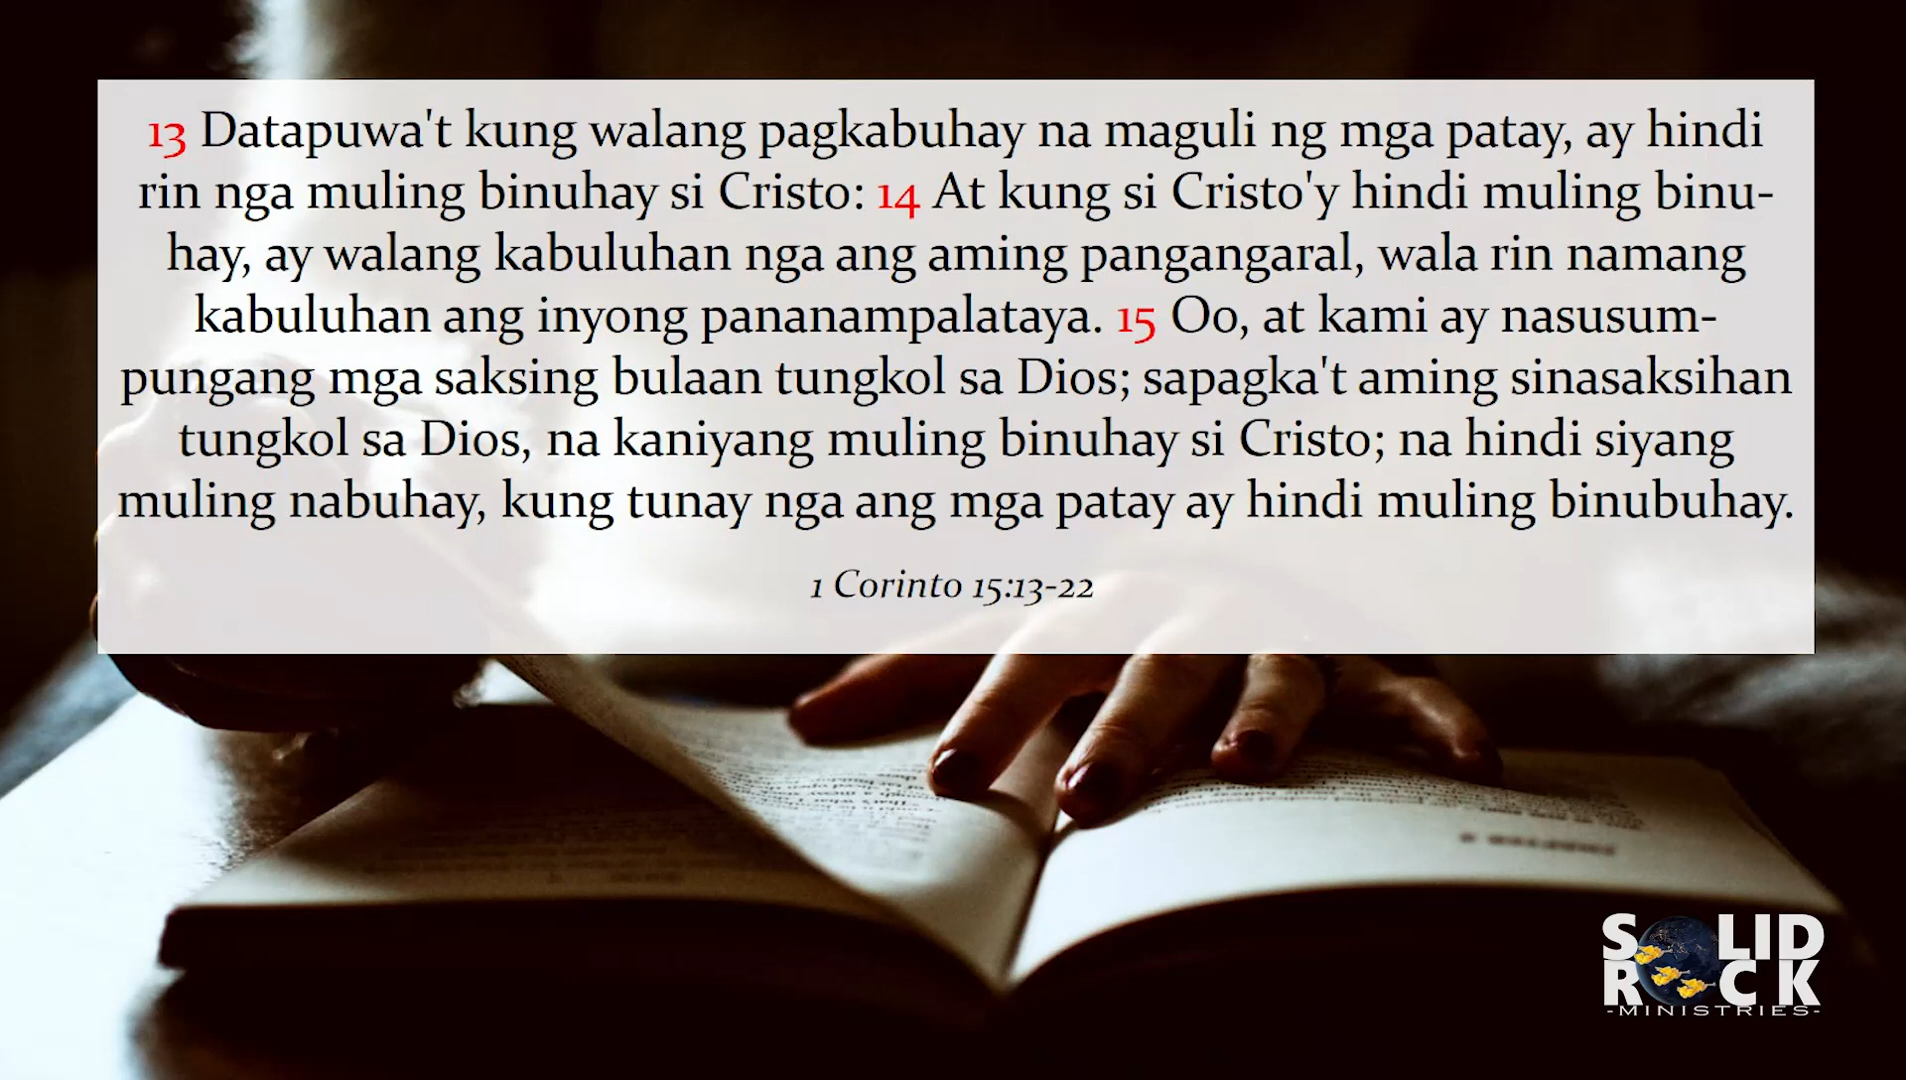 13 Datapuwa't kung walang pagkabuhay na maguli ng mga patay, ay hindi
rin nga muling binuhay si Cristo: 14 At kung si Cristo'y hindi muling binu-
hay, ay walang kabuluhan nga ang aming pangangaral, wala rin namang
kabuluhan ang inyong pananampalataya. 15 Oo, at kami ay nasusum-
pungang mga saksing bulaan tungkol sa Dios; sapagka't aming sinasaksihan
tungkol sa Dios, na kaniyang muling binuhay si Cristo; na hindi siyang
muling nabuhay, kung tunay nga ang mga patay ay hindi muling binubuhay.
1 Corinto 15:13-22
SOLID
ROCK
-MINISTRIES-